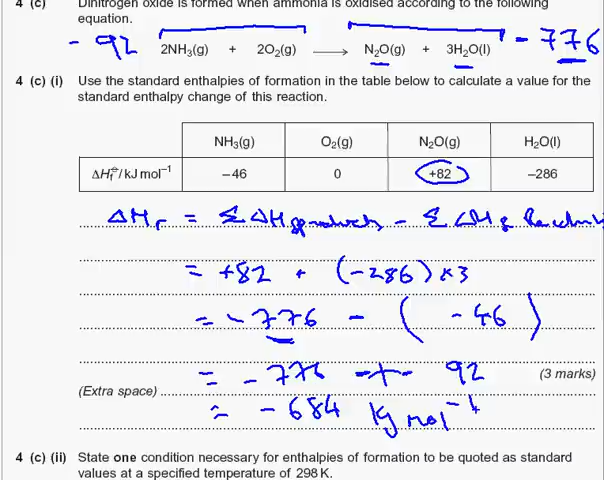 4 (c) Dinitrogen oxide is formed when ammonia is oxidised according to the following
equation.
- 92 2NH₃(g) + 2O₂(g) ⟶ N₂O(g) + 3H₂O(l) - 776
4 (c) (i) Use the standard enthalpies of formation in the table below to calculate a value for the
standard enthalpy change of this reaction.
NH₃(g) O₂(g) N₂O(g) H₂O(l)
ΔHf⦵/kJ mol⁻¹ –46 0 +82 –286
ΔHr = ΣΔHf products - ΣΔHf
= +82 + (-286)×3
= -776 - ( -46 )
= -776 + 92
(3 marks)
(Extra space)
= -684 kJ mol⁻¹
4 (c) (ii) State one condition necessary for enthalpies of formation to be quoted as standard
values at a specified temperature of 298 K.